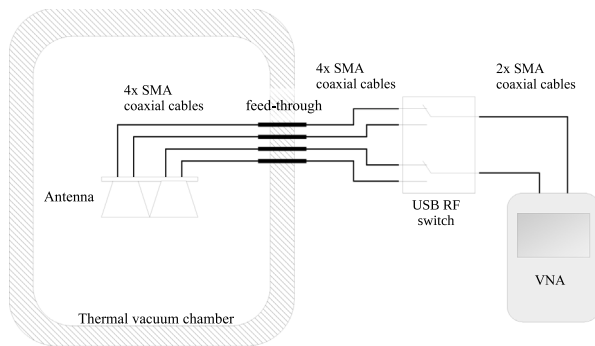 4x SMA
coaxial cables
4x SMA
coaxial cables
2x SMA
coaxial cables
feed-through
Antenna
USB RF
switch
VNA
Thermal vacuum chamber